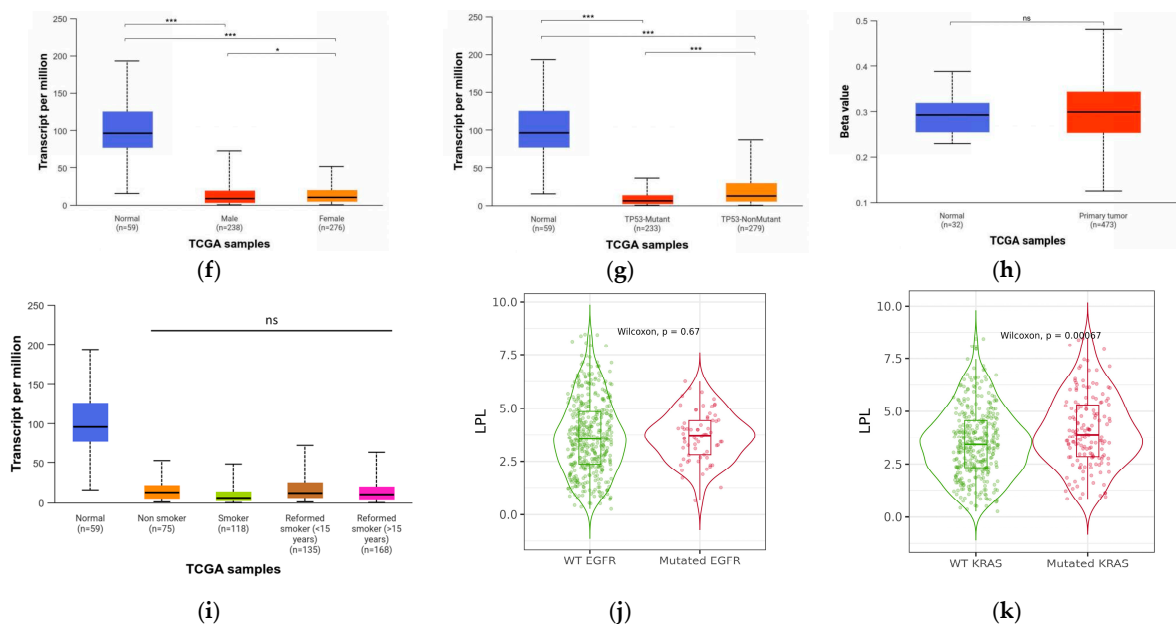 250
200
150
100
50
0
Transcript per million
***
***
*
Normal
(n=59)
Male
(n=238)
Female
(n=276)
TCGA samples
(f)
250
200
150
100
50
0
Transcript per million
***
***
***
Normal
(n=59)
TP53-Mutant
(n=233)
TP53-NonMutant
(n=279)
TCGA samples
(g)
0.5
0.4
0.3
0.2
0.1
Beta value
ns
Normal
(n=32)
Primary tumor
(n=473)
TCGA samples
(h)
250
200
150
100
50
0
Transcript per million
ns
Normal
(n=59)
Non smoker
(n=75)
Smoker
(n=118)
Reformed
smoker (<15
years)
(n=135)
Reformed
smoker (>15
years)
(n=168)
TCGA samples
(i)
10.0
7.5
5.0
2.5
0.0
LPL
Wilcoxon, p = 0.67
WT EGFR
Mutated EGFR
(j)
10.0
7.5
5.0
2.5
0.0
LPL
Wilcoxon, p = 0.00067
WT KRAS
Mutated KRAS
(k)